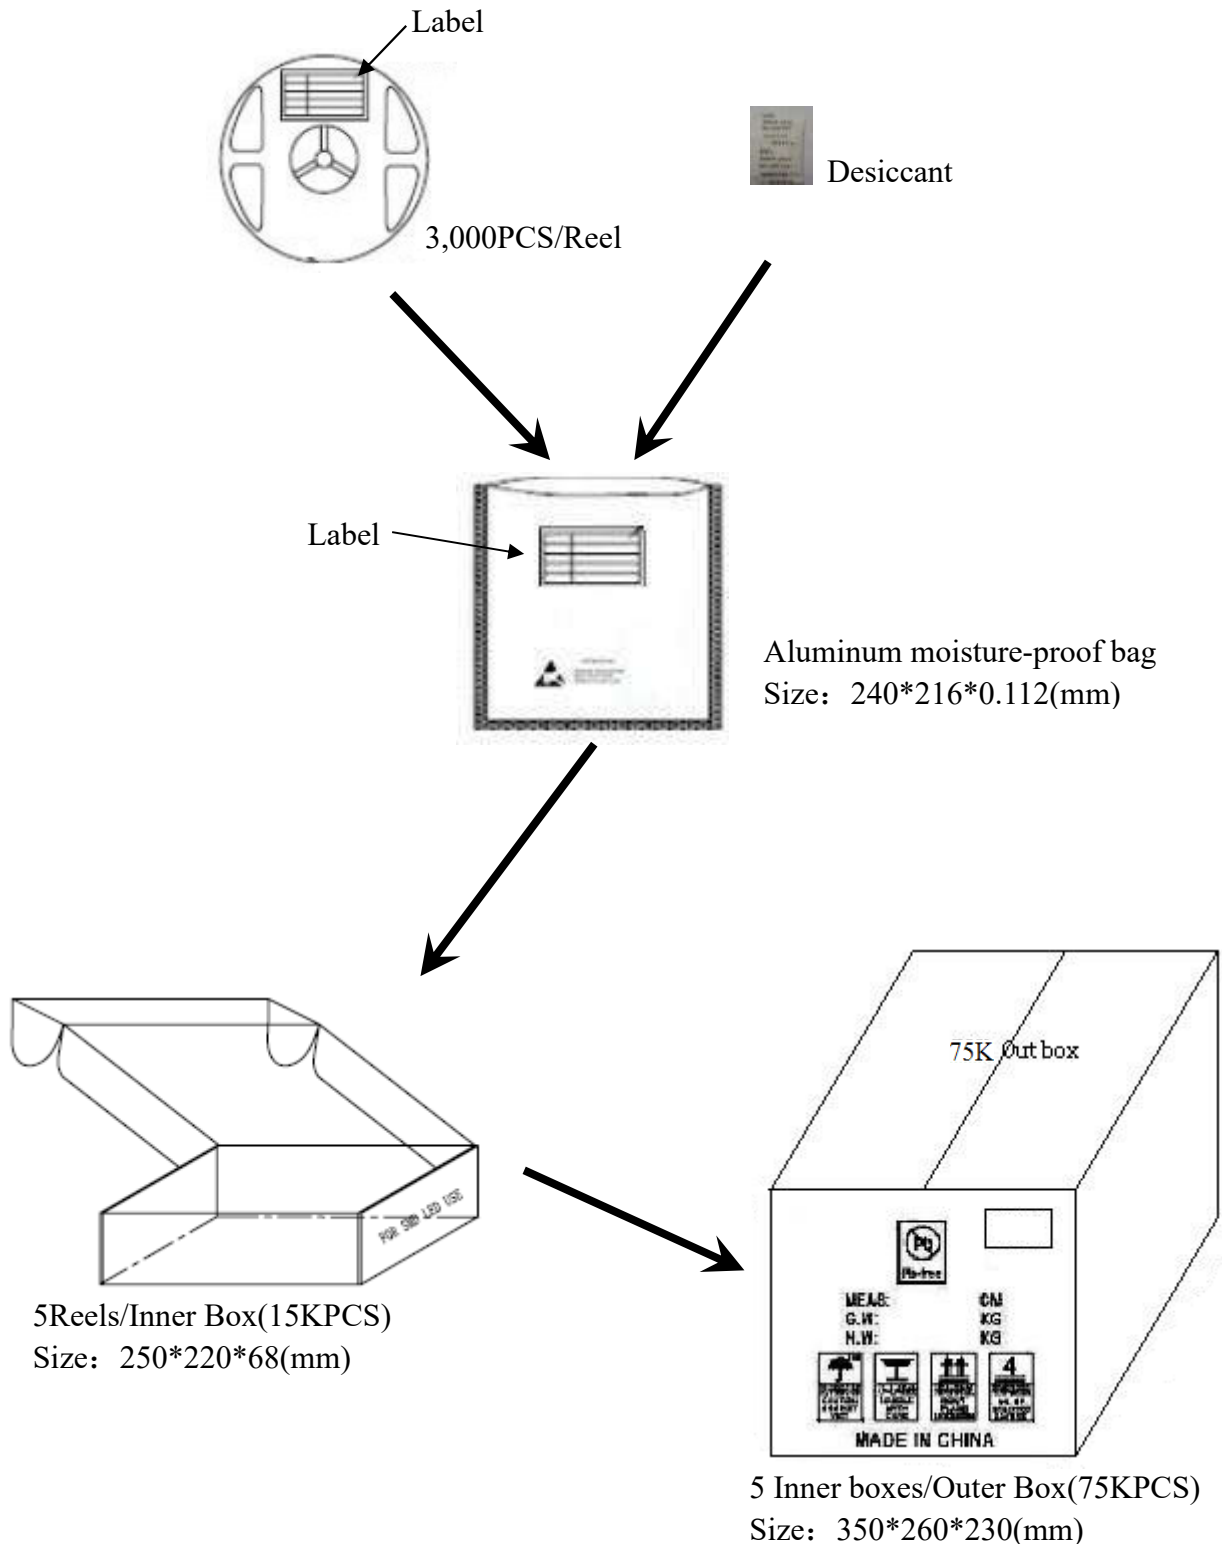 Label
Desiccant
3,000PCS/Reel
Label
Aluminum moisture-proof bag
Size：240*216*0.112(mm)
75K Out box
FOR SMD LED USE
Pb
Pb-free
MEAS: CM
G.W: KG
N.W: KG
4
MADE IN CHINA
5Reels/Inner Box(15KPCS)
Size：250*220*68(mm)
5 Inner boxes/Outer Box(75KPCS)
Size：350*260*230(mm)